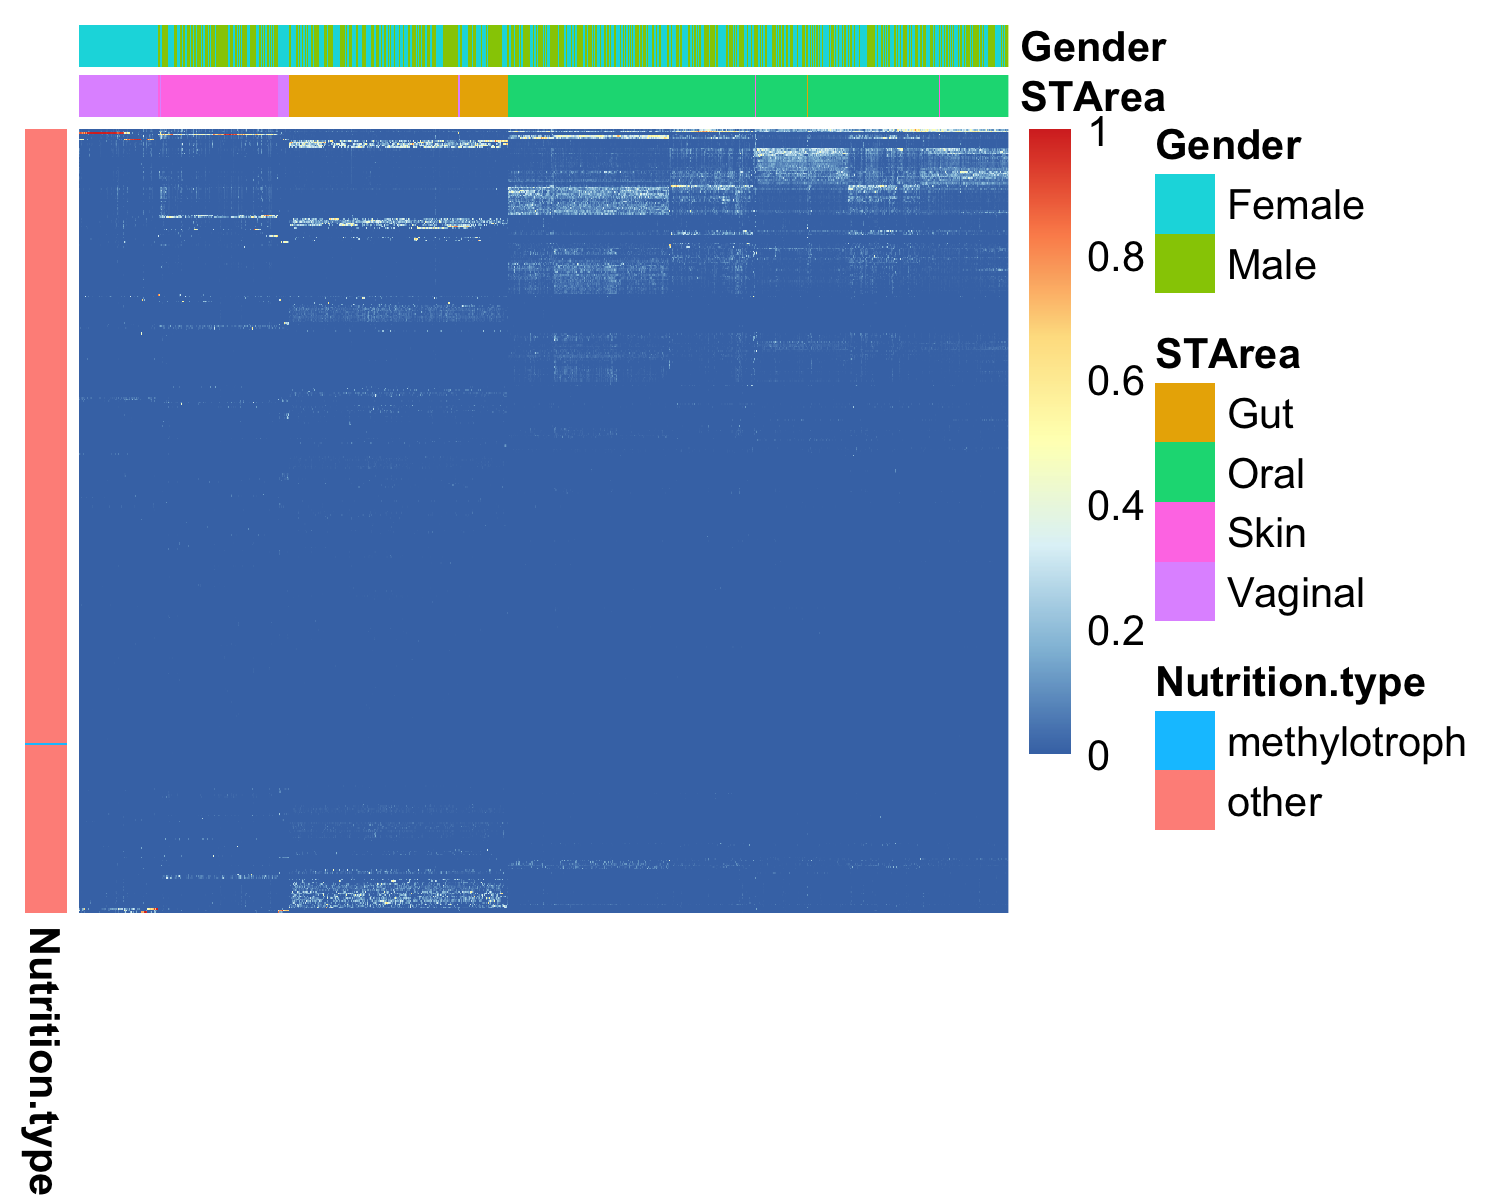 Gender
STArea
1
0.8
0.6
0.4
0.2
0
Gender
Female
Male
STArea
Gut
Oral
Skin
Vaginal
Nutrition.type
methylotroph
other
Nutrition.type